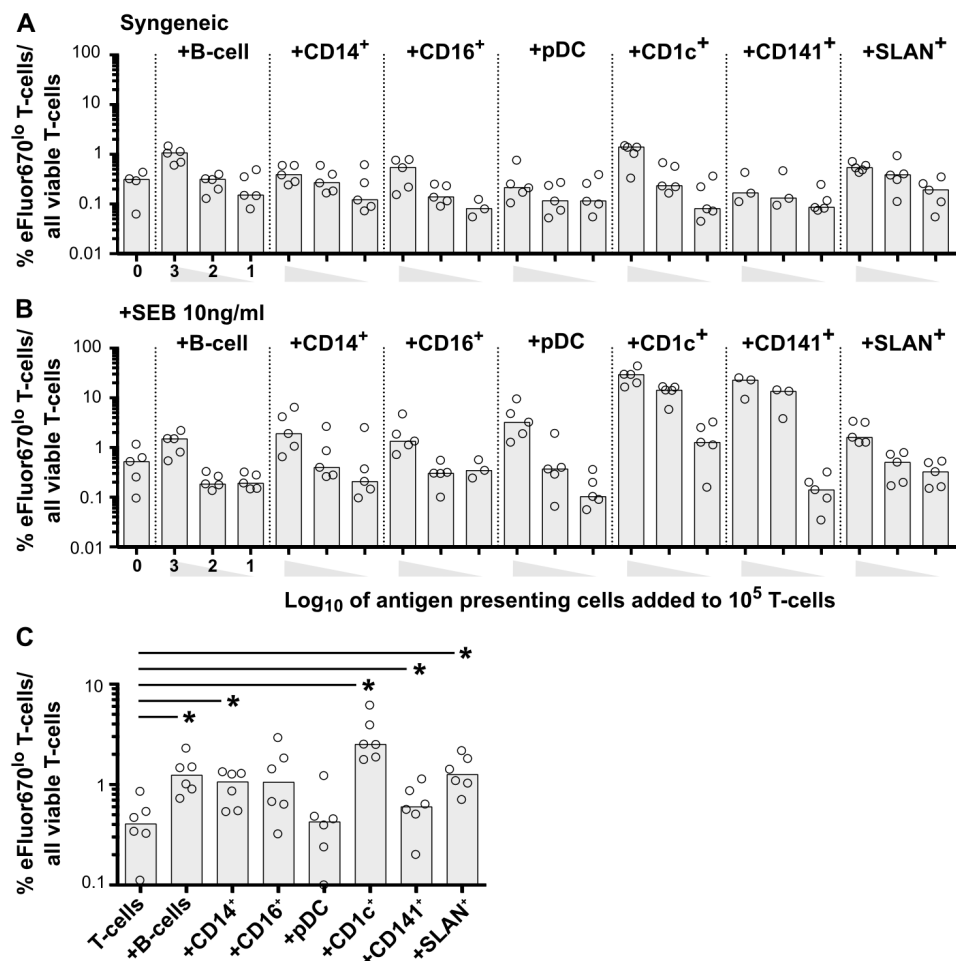 A
Syngeneic
+B-cell +CD14+ +CD16+ +pDC +CD1c+ +CD141+ +SLAN+
% eFluor670lo T-cells/
all viable T-cells
100
10
1
0.1
0.01
0 3 2 1
B
+SEB 10ng/ml
+B-cell +CD14+ +CD16+ +pDC +CD1c+ +CD141+ +SLAN+
% eFluor670lo T-cells/
all viable T-cells
100
10
1
0.1
0.01
0 3 2 1
Log10 of antigen presenting cells added to 10⁵ T-cells
C
% eFluor670lo T-cells/
all viable T-cells
10
1
0.1
* * * * *
T-cells +B-cells +CD14+ +CD16+ +pDC +CD1c+ +CD141+ +SLAN+